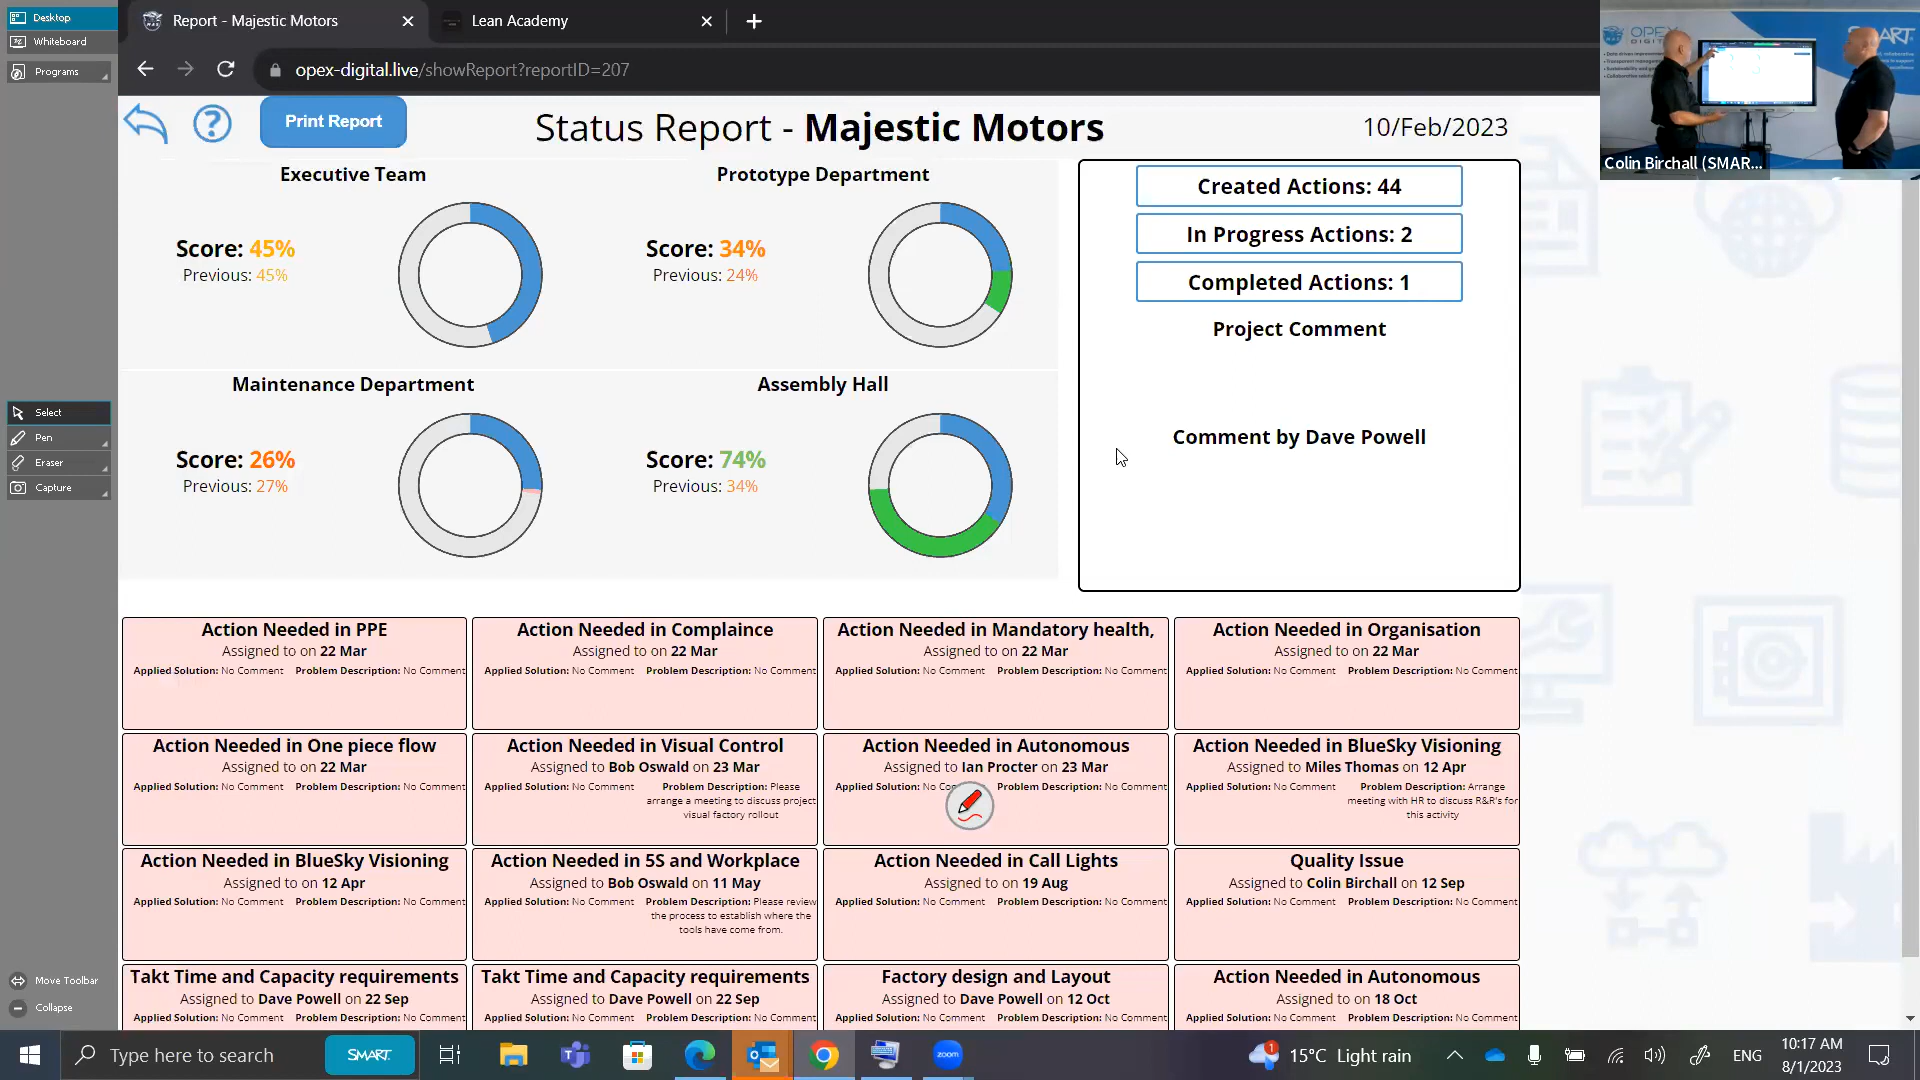 Desktop
Whiteboard
Programs
Select
Pen
Eraser
Capture
Move Toolbar
Collapse
Report - Majestic Motors
Lean Academy
opex-digital.live/showReport?reportID=207
Print Report
Status Report - Majestic Motors
10/Feb/2023
Colin Birchall (SMAR...
OPEX
SMART
Executive Team
Score: 45%
Previous: 45%
Prototype Department
Score: 34%
Previous: 24%
Maintenance Department
Score: 26%
Previous: 27%
Assembly Hall
Score: 74%
Previous: 34%
Created Actions: 44
In Progress Actions: 2
Completed Actions: 1
Project Comment
Comment by Dave Powell
Action Needed in PPE
Assigned to on 22 Mar
Applied Solution: No Comment Problem Description: No Comment
Action Needed in Complaince
Assigned to on 22 Mar
Applied Solution: No Comment Problem Description: No Comment
Action Needed in Mandatory health,
Assigned to on 22 Mar
Applied Solution: No Comment Problem Description: No Comment
Action Needed in Organisation
Assigned to on 22 Mar
Applied Solution: No Comment Problem Description: No Comment
Action Needed in One piece flow
Assigned to on 22 Mar
Applied Solution: No Comment Problem Description: No Comment
Action Needed in Visual Control
Assigned to Bob Oswald on 23 Mar
Applied Solution: No Comment Problem Description: Please
arrange a meeting to discuss project
visual factory rollout
Action Needed in Autonomous
Assigned to Ian Procter on 23 Mar
Applied Solution: No Co Problem Description: No Comment
Action Needed in BlueSky Visioning
Assigned to Miles Thomas on 12 Apr
Applied Solution: No Comment Problem Description: Arrange
meeting with HR to discuss R&R's for
this activity
Action Needed in BlueSky Visioning
Assigned to on 12 Apr
Applied Solution: No Comment Problem Description: No Comment
Action Needed in 5S and Workplace
Assigned to Bob Oswald on 11 May
Applied Solution: No Comment Problem Description: Please review
the process to establish where the
tools have come from.
Action Needed in Call Lights
Assigned to on 19 Aug
Applied Solution: No Comment Problem Description: No Comment
Quality Issue
Assigned to Colin Birchall on 12 Sep
Applied Solution: No Comment Problem Description: No Comment
Takt Time and Capacity requirements
Assigned to Dave Powell on 22 Sep
Applied Solution: No Comment Problem Description: No Comment
Takt Time and Capacity requirements
Assigned to Dave Powell on 22 Sep
Applied Solution: No Comment Problem Description: No Comment
Factory design and Layout
Assigned to Dave Powell on 12 Oct
Applied Solution: No Comment Problem Description: No Comment
Action Needed in Autonomous
Assigned to on 18 Oct
Applied Solution: No Comment Problem Description: No Comment
Type here to search
SMART
zoom
1
15°C Light rain
ENG
10:17 AM
8/1/2023